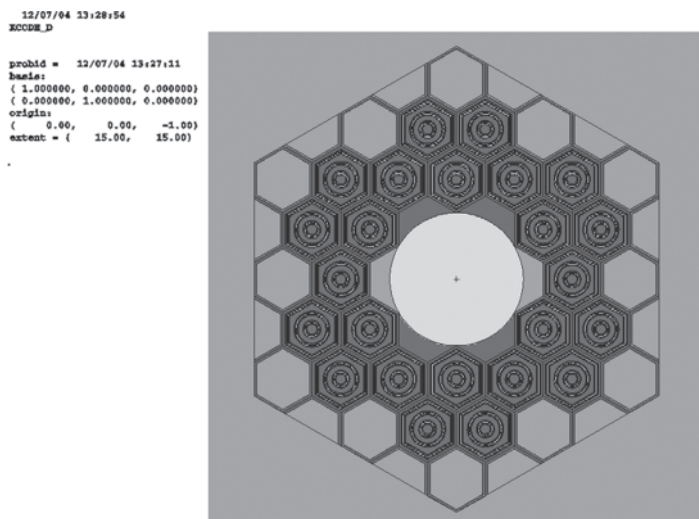 12/07/04 13:28:54
XCODE_D
probid = 12/07/04 13:27:11
basis:
( 1.000000, 0.000000, 0.000000)
( 0.000000, 1.000000, 0.000000)
origin:
( 0.00, 0.00, -1.00)
extent = ( 15.00, 15.00)